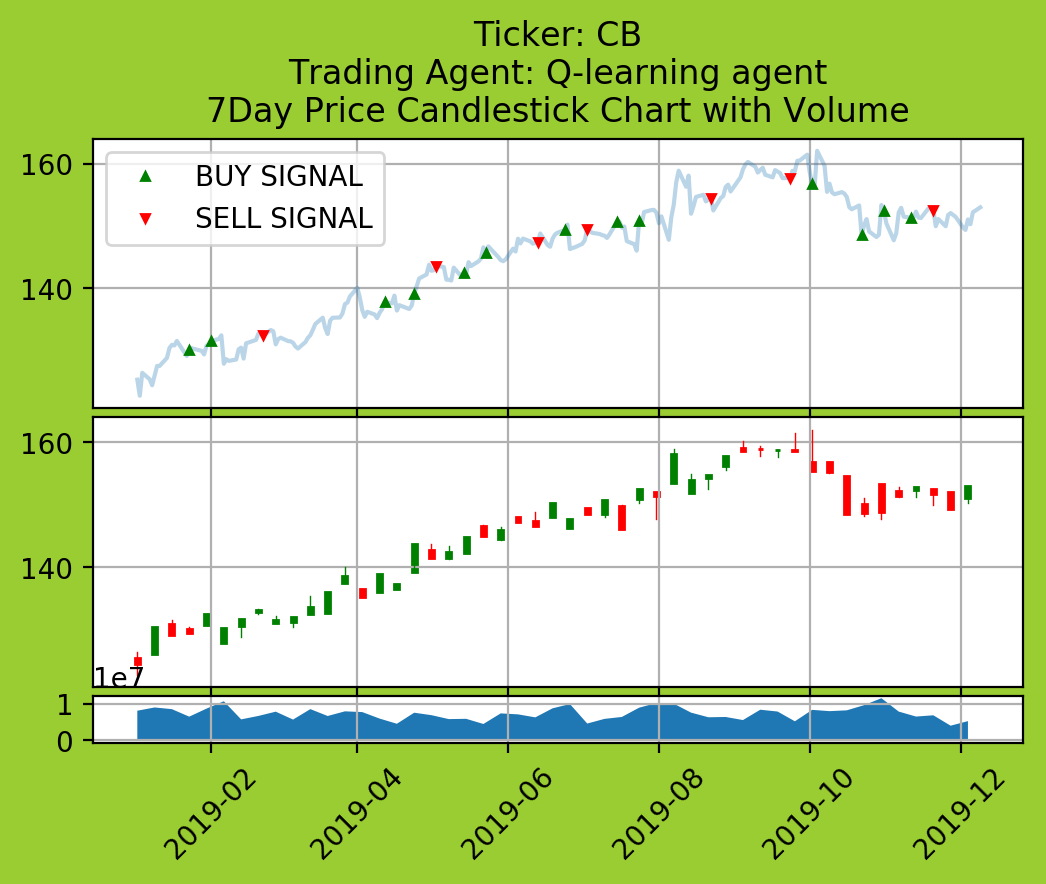 Ticker: CB
Trading Agent: Q-learning agent
7Day Price Candlestick Chart with Volume
BUY SIGNAL
SELL SIGNAL
160
140
160
140
1e7
1
0
2019-02
2019-04
2019-06
2019-08
2019-10
2019-12